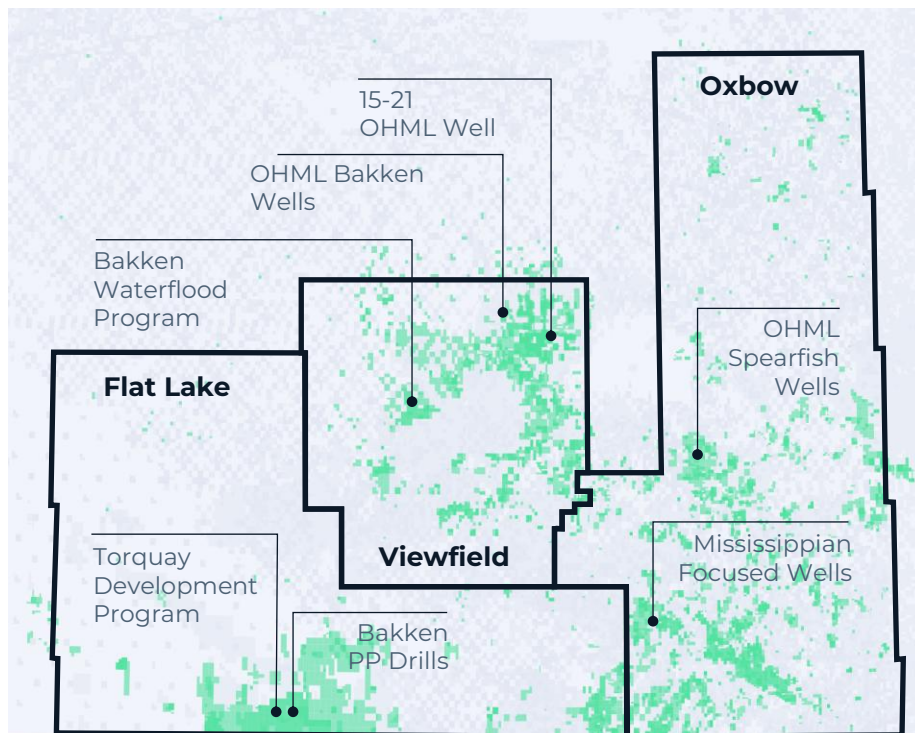 Oxbow
15-21
OHML Well
OHML Bakken
Wells
Bakken
Waterflood
Program
OHML
Spearfish
Wells
Flat Lake
Viewfield
Mississippian
Focused Wells
Torquay
Development
Program
Bakken
PP Drills